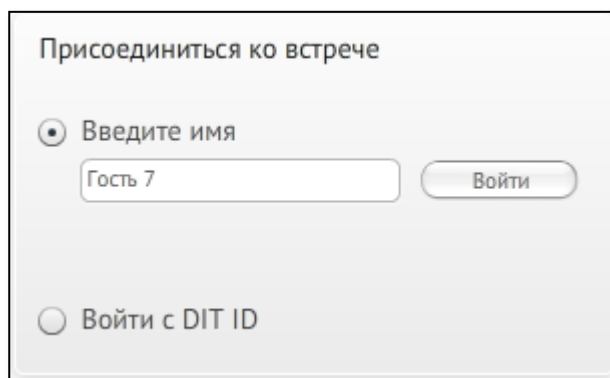 Присоединиться ко встрече
Введите имя
Гость 7
Войти
Войти с DIT ID